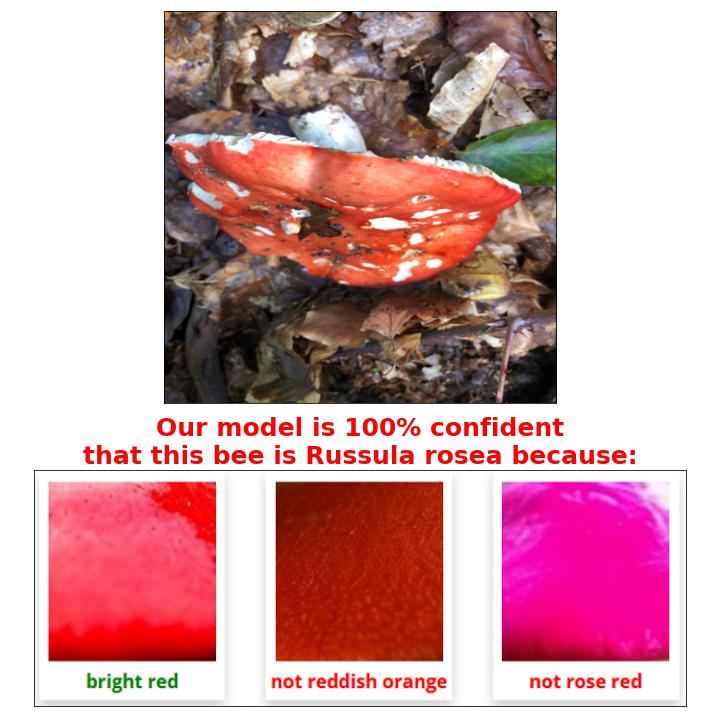 Our model is 100% confident
that this bee is Russula rosea because:
bright red
not reddish orange
not rose red